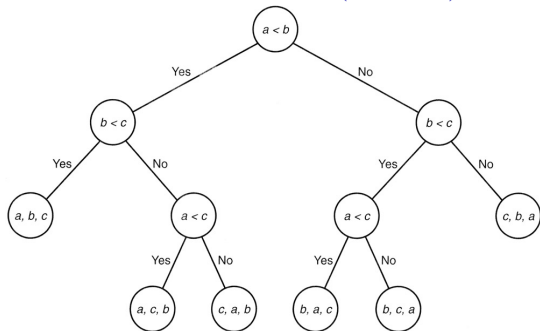 a < b
Yes
No
b < c
b < c
Yes
No
Yes
No
a, b, c
a < c
a < c
c, b, a
Yes
No
Yes
No
a, c, b
c, a, b
b, a, c
b, c, a